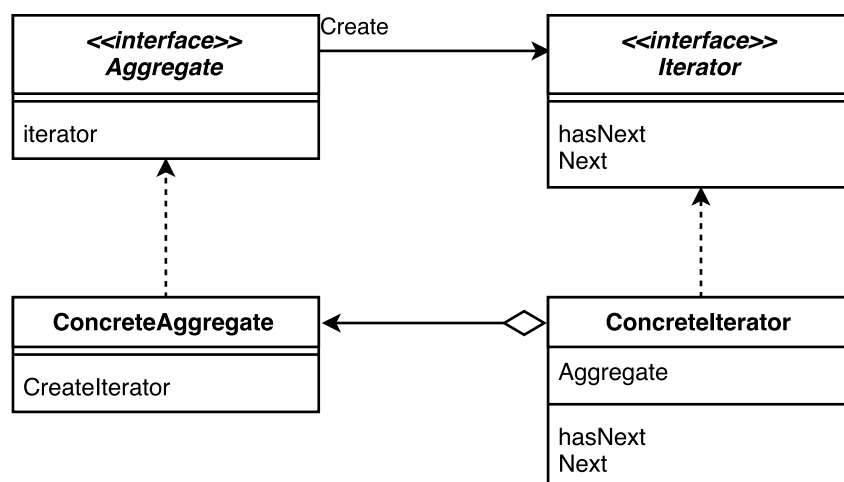 <<interface>>
Aggregate
iterator
Create
<<interface>>
Iterator
hasNext
Next
ConcreteAggregate
CreateIterator
ConcreteIterator
Aggregate
hasNext
Next